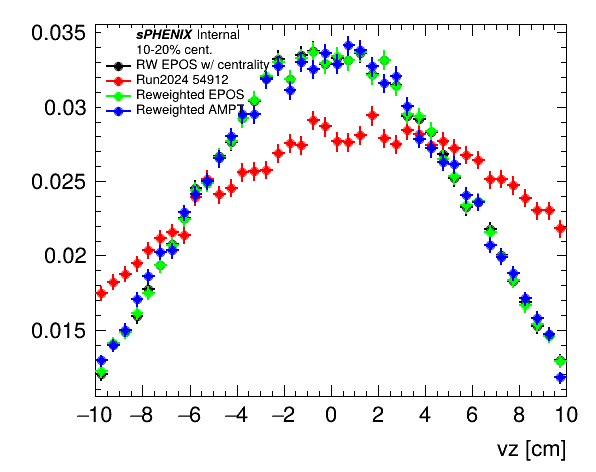 sPHENIX Internal
10-20% cent.
RW EPOS w/ centrality
Run2024 54912
Reweighted EPOS
Reweighted AMPT
0.035
0.03
0.025
0.02
0.015
−10 −8 −6 −4 −2 0 2 4 6 8 10
vz [cm]